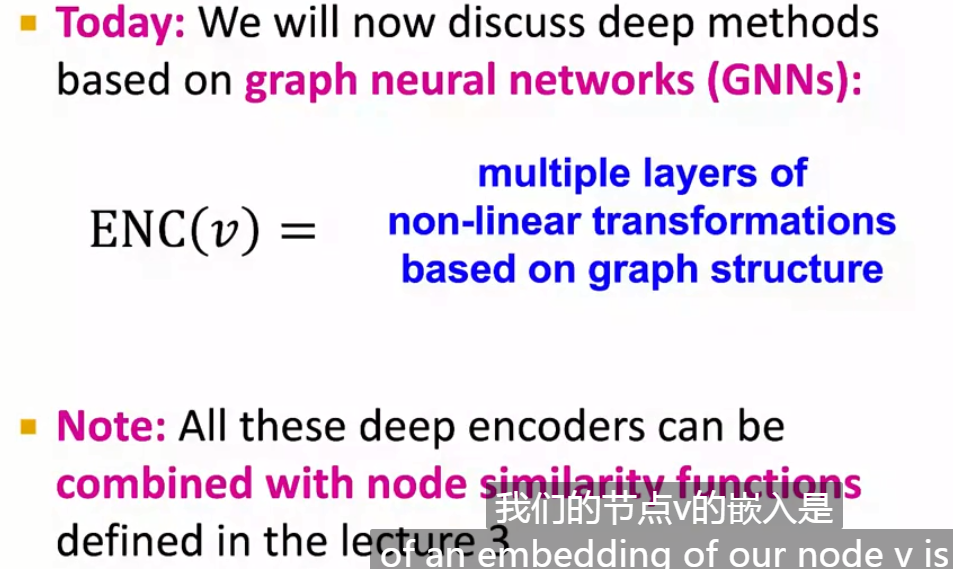 Today: We will now discuss deep methods
based on graph neural networks (GNNs):
ENC(v) =
multiple layers of
non-linear transformations
based on graph structure
Note: All these deep encoders can be
combined with node similarity functions
defined in the lecture 3
我们的节点v的嵌入是
of an embedding of our node v is